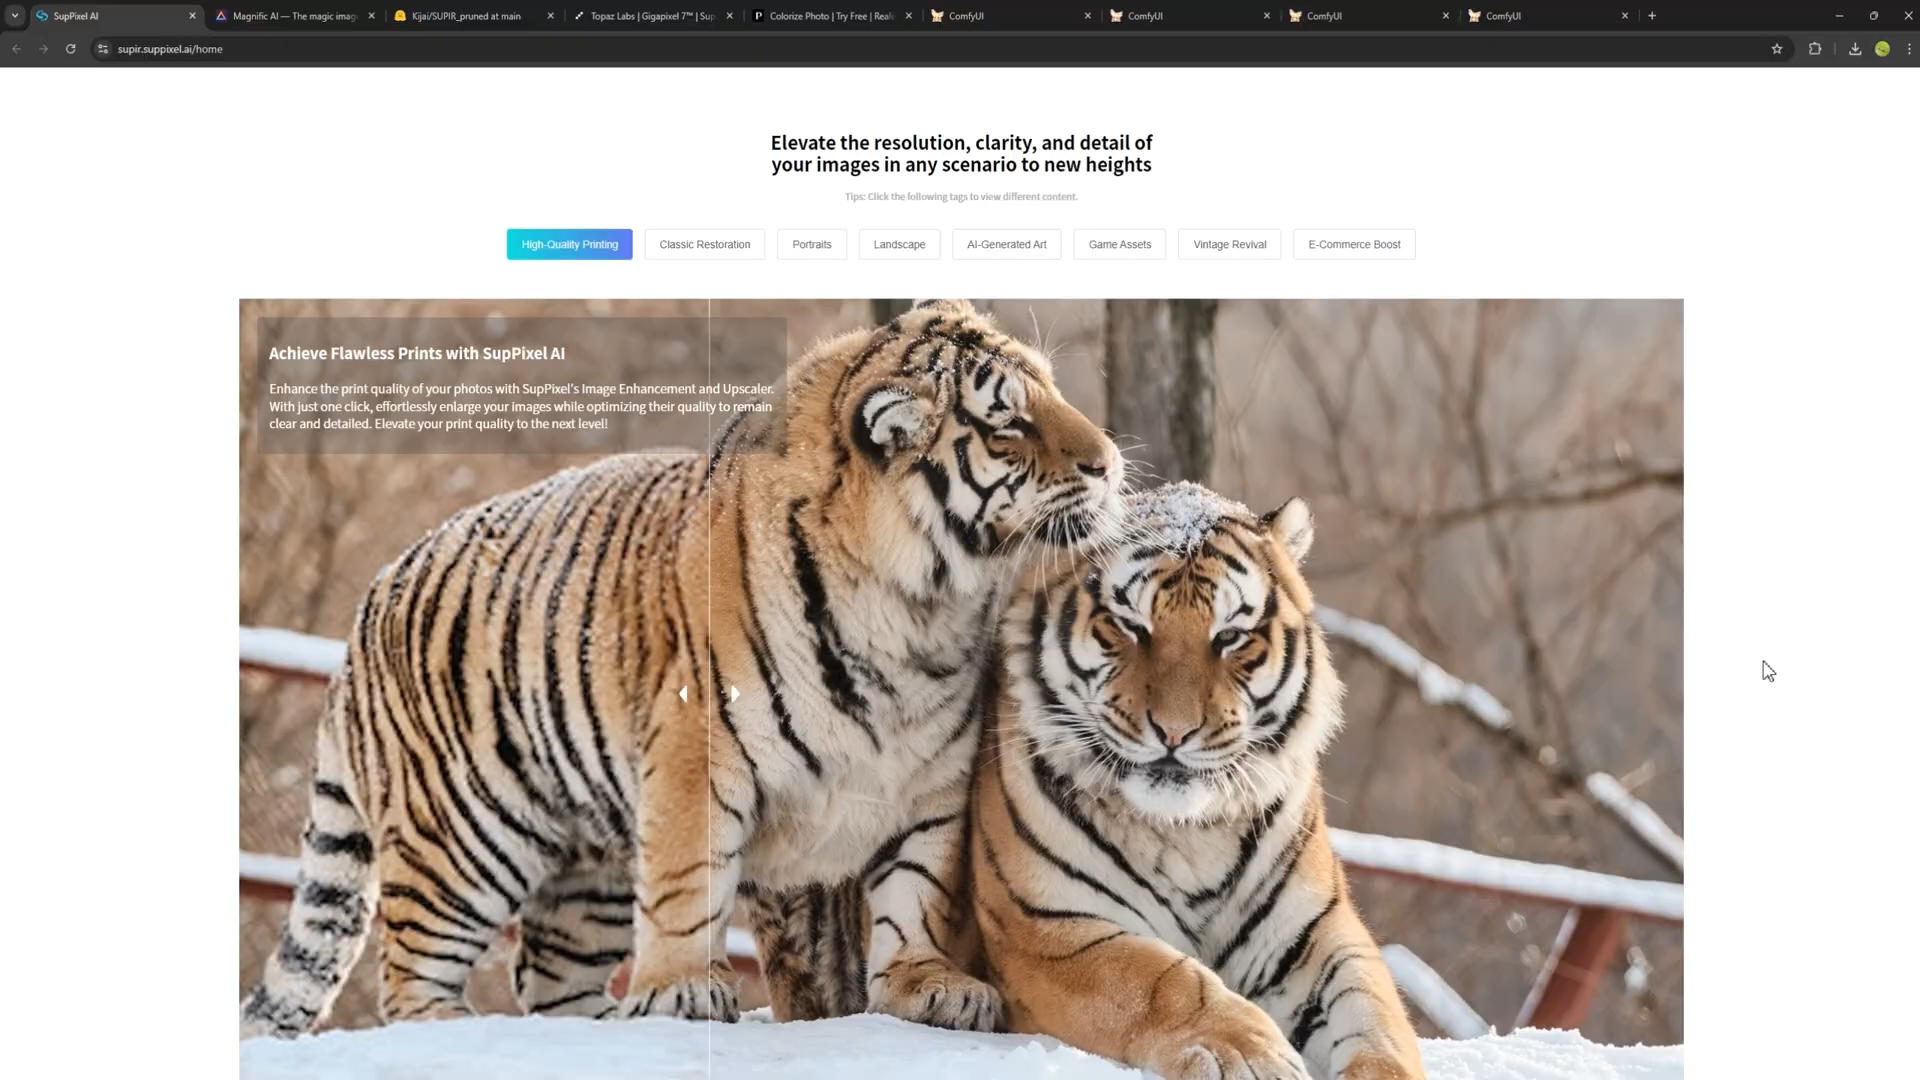 SupPixel AI
Magnific AI — The magic imag
Kijai/SUPIR_pruned at main
Topaz Labs | Gigapixel 7™ | Sup
Colorize Photo | Try Free | Reali
ComfyUI
ComfyUI
ComfyUI
ComfyUI
supir.suppixel.ai/home
Elevate the resolution, clarity, and detail of
your images in any scenario to new heights
Tips: Click the following tags to view different content.
High-Quality Printing
Classic Restoration
Portraits
Landscape
AI-Generated Art
Game Assets
Vintage Revival
E-Commerce Boost
Achieve Flawless Prints with SupPixel AI
Enhance the print quality of your photos with SupPixel's Image Enhancement and Upscaler.
With just one click, effortlessly enlarge your images while optimizing their quality to remain
clear and detailed. Elevate your print quality to the next level!